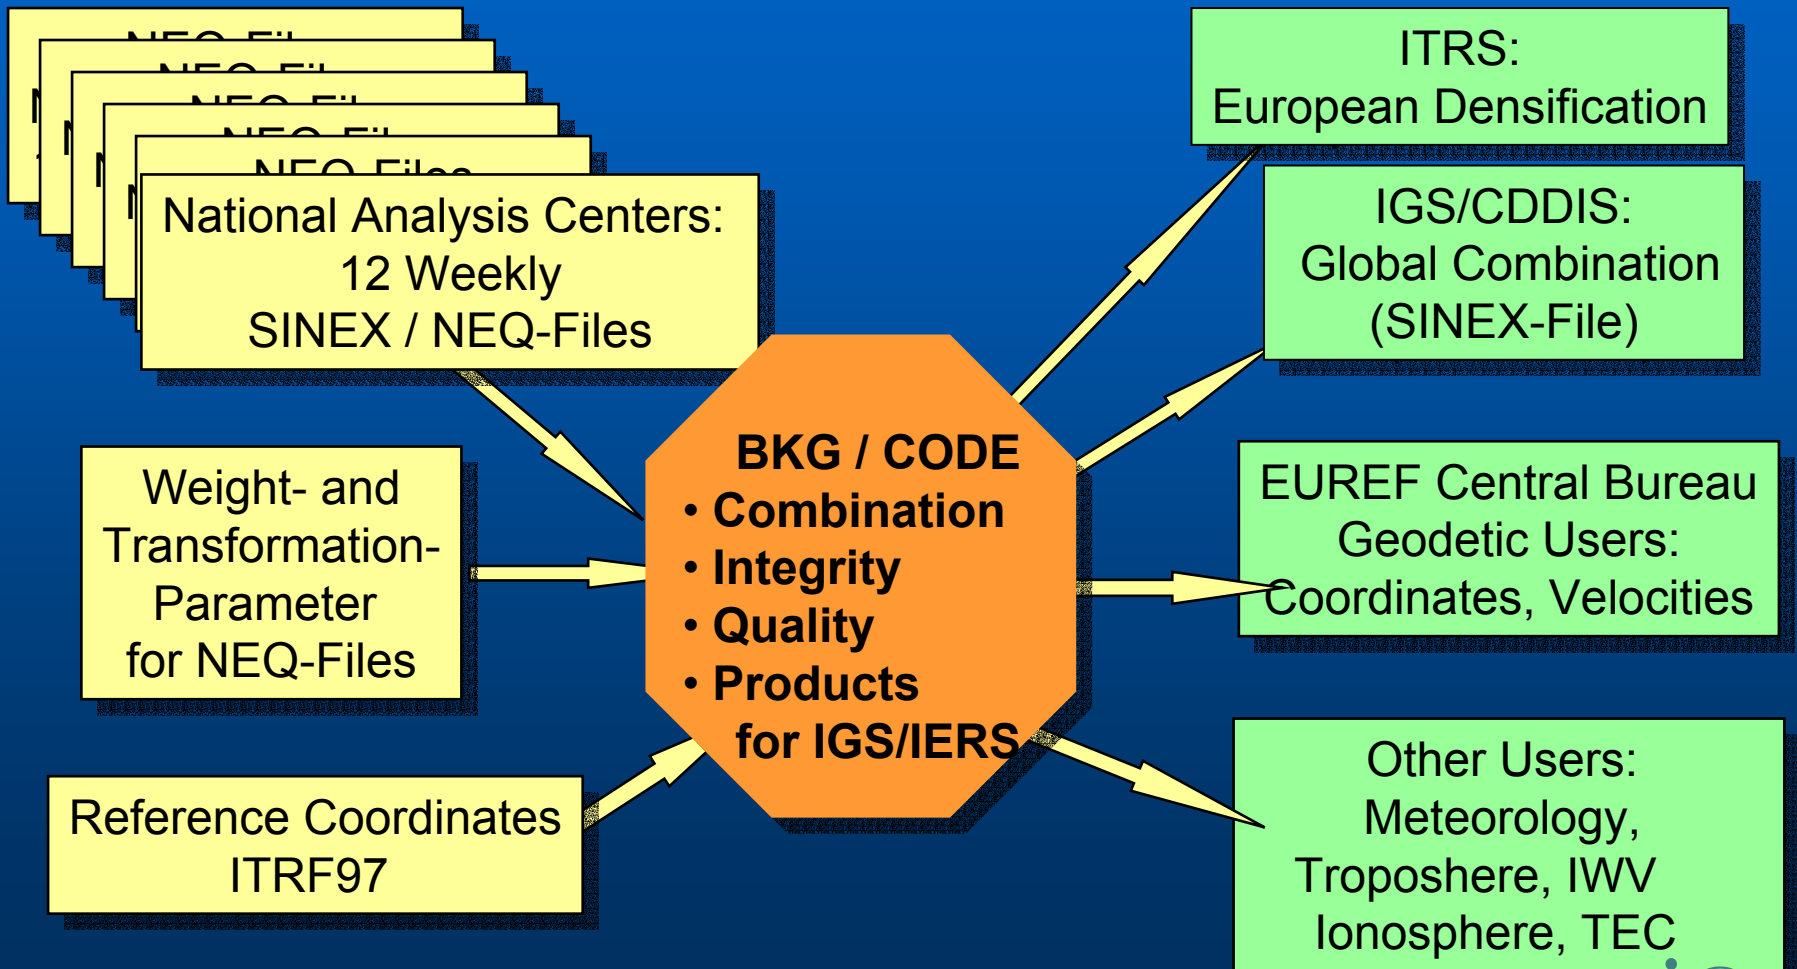 NEQ-Files
National Analysis Centers:
12 Weekly
SINEX / NEQ-Files
Weight- and
Transformation-
Parameter
for NEQ-Files
Reference Coordinates
ITRF97
BKG / CODE
• Combination
• Integrity
• Quality
• Products
for IGS/IERS
ITRS:
European Densification
IGS/CDDIS:
Global Combination
(SINEX-File)
EUREF Central Bureau
Geodetic Users:
Coordinates, Velocities
Other Users:
Meteorology,
Troposhere, IWV
Ionosphere, TEC